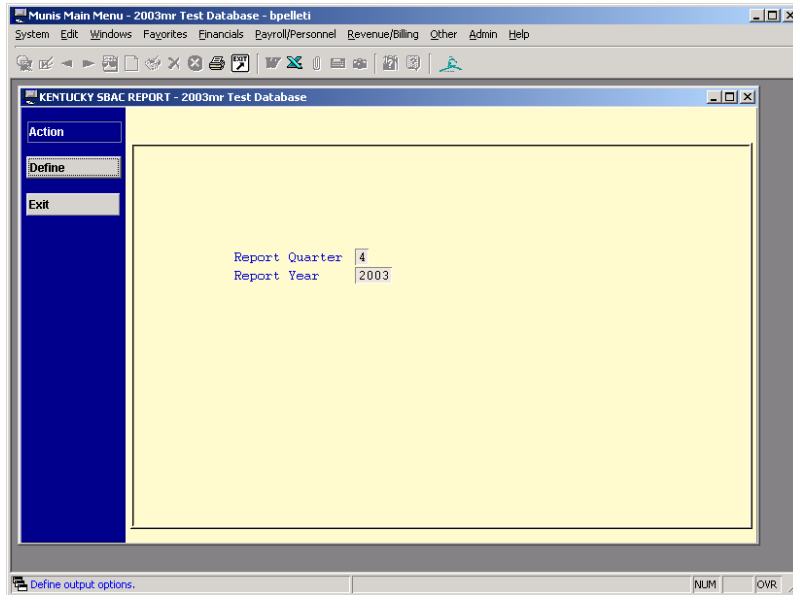 Munis Main Menu - 2003mr Test Database - bpelleti
System Edit Windows Favorites Financials Payroll/Personnel Revenue/Billing Other Admin Help
EXIT
KENTUCKY SBAC REPORT - 2003mr Test Database
Action
Define
Exit
Report Quarter 4
Report Year 2003
Define output options.
NUM OVR